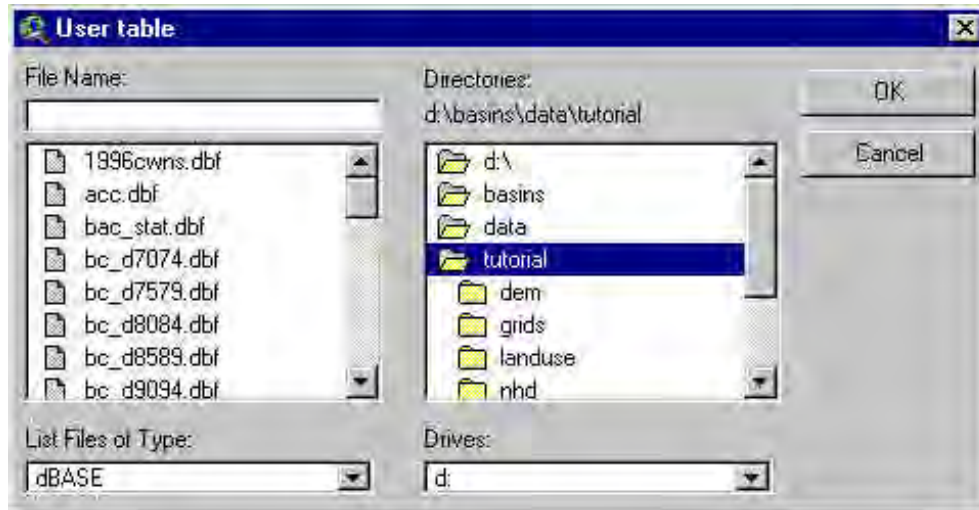 User table
File Name:
Directories:
d:\basins\data\tutorial
OK
Cancel
1996cwns.dbf
acc.dbf
bac_stat.dbf
bc_d7074.dbf
bc_d7579.dbf
bc_d8084.dbf
bc_d8589.dbf
bc_d9094.dbf
d:\
basins
data
tutorial
dem
grids
landuse
nhd
List Files of Type:
dBASE
Drives:
d: